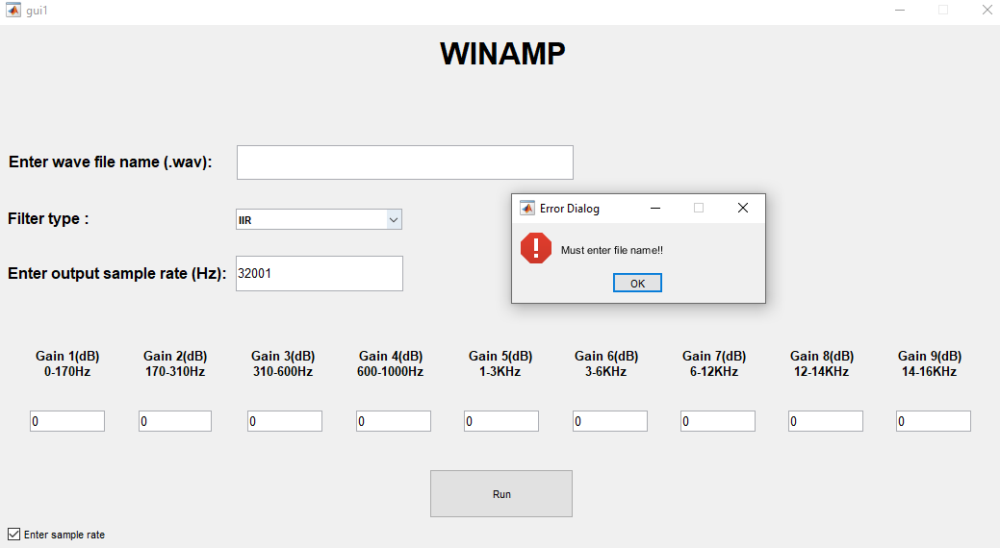 gui1
WINAMP
Enter wave file name (.wav):
Filter type :
IIR
Enter output sample rate (Hz):
32001
Error Dialog
Must enter file name!!
OK
Gain 1(dB)
0-170Hz
Gain 2(dB)
170-310Hz
Gain 3(dB)
310-600Hz
Gain 4(dB)
600-1000Hz
Gain 5(dB)
1-3KHz
Gain 6(dB)
3-6KHz
Gain 7(dB)
6-12KHz
Gain 8(dB)
12-14KHz
Gain 9(dB)
14-16KHz
0
0
0
0
0
0
0
0
0
Run
Enter sample rate